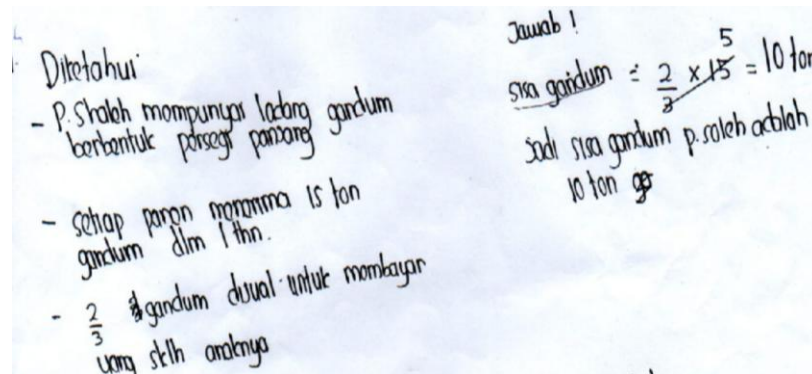 Diketahui
- P. Shaleh mempunyai ladang gandum
berbentuk persegi panjang
- setiap panen menerima 15 ton
gandum dlm 1 thn.
- 2/3 gandum dijual untuk membayar
uang sklh anaknya
Jawab !
sisa gandum = 2/3 x 15 5 = 10 ton
Jadi sisa gandum p. saleh adalah
10 ton